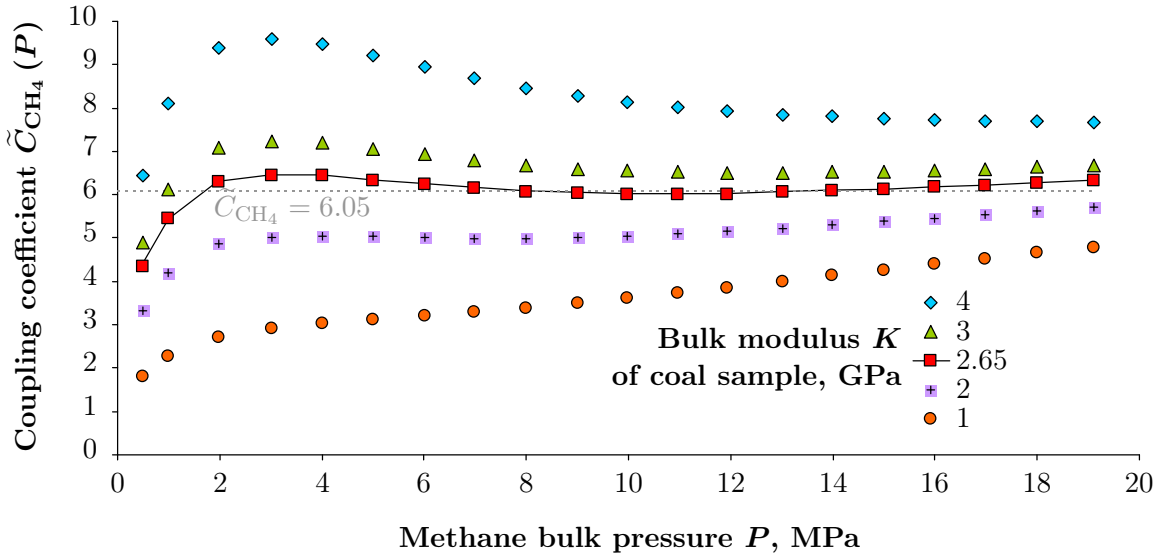 Coupling coefficient C̃_CH₄(P)
10
9
8
7
6
5
4
3
2
1
0
C_CH₄ = 6.05
Bulk modulus K
of coal sample, GPa
4
3
2.65
2
1
0 2 4 6 8 10 12 14 16 18 20
Methane bulk pressure P, MPa